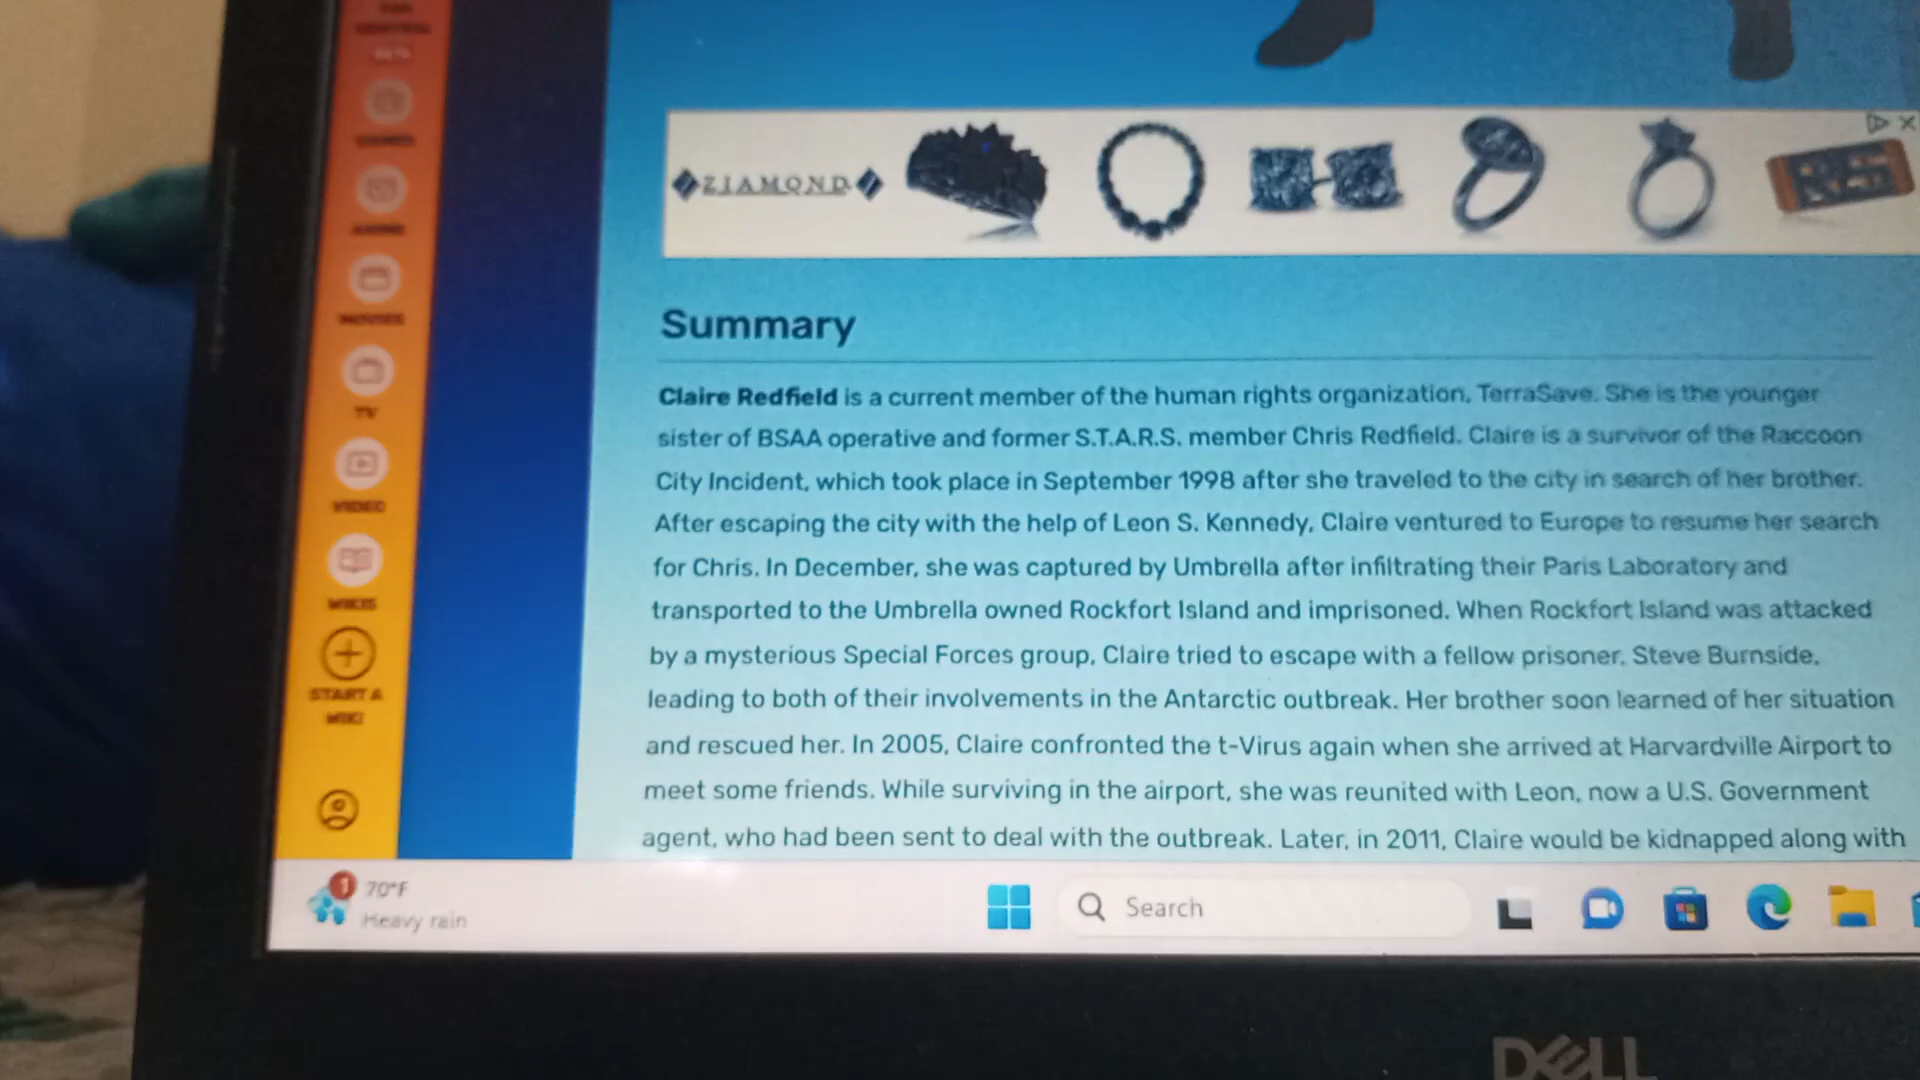 GAMES
ANIME
MOVIES
TV
VIDEO
WIKIS
START A
WIKI
ZIAMOND
Summary
Claire Redfield is a current member of the human rights organization, TerraSave. She is the younger
sister of BSAA operative and former S.T.A.R.S. member Chris Redfield. Claire is a survivor of the Raccoon
City Incident, which took place in September 1998 after she traveled to the city in search of her brother.
After escaping the city with the help of Leon S. Kennedy, Claire ventured to Europe to resume her search
for Chris. In December, she was captured by Umbrella after infiltrating their Paris Laboratory and
transported to the Umbrella owned Rockfort Island and imprisoned. When Rockfort Island was attacked
by a mysterious Special Forces group, Claire tried to escape with a fellow prisoner, Steve Burnside,
leading to both of their involvements in the Antarctic outbreak. Her brother soon learned of her situation
and rescued her. In 2005, Claire confronted the t-Virus again when she arrived at Harvardville Airport to
meet some friends. While surviving in the airport, she was reunited with Leon, now a U.S. Government
agent, who had been sent to deal with the outbreak. Later, in 2011, Claire would be kidnapped along with
1
70°F
Heavy rain
Search
DELL